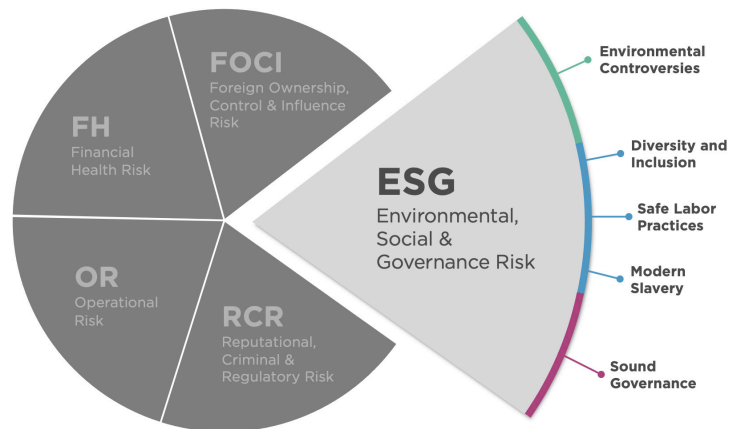 FOCI
Foreign Ownership,
Control & Influence
Risk
FH
Financial
Health Risk
OR
Operational
Risk
RCR
Reputational,
Criminal &
Regulatory Risk
ESG
Environmental,
Social &
Governance Risk
Environmental
Controversies
Diversity and
Inclusion
Safe Labor
Practices
Modern
Slavery
Sound
Governance